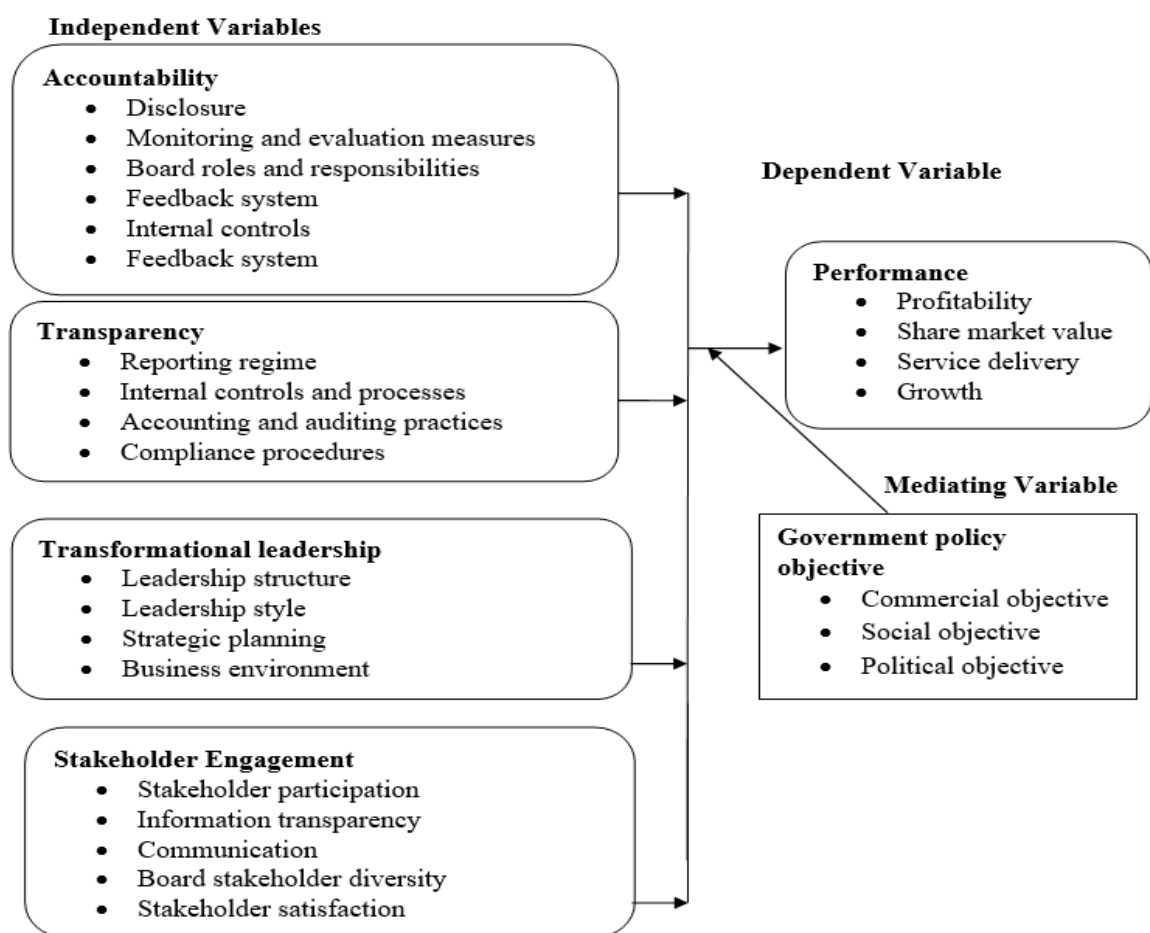 Independent Variables
Accountability
• Disclosure
• Monitoring and evaluation measures
• Board roles and responsibilities
• Feedback system
• Internal controls
• Feedback system
Transparency
• Reporting regime
• Internal controls and processes
• Accounting and auditing practices
• Compliance procedures
Transformational leadership
• Leadership structure
• Leadership style
• Strategic planning
• Business environment
Stakeholder Engagement
• Stakeholder participation
• Information transparency
• Communication
• Board stakeholder diversity
• Stakeholder satisfaction
Dependent Variable
Performance
• Profitability
• Share market value
• Service delivery
• Growth
Mediating Variable
Government policy
objective
• Commercial objective
• Social objective
• Political objective